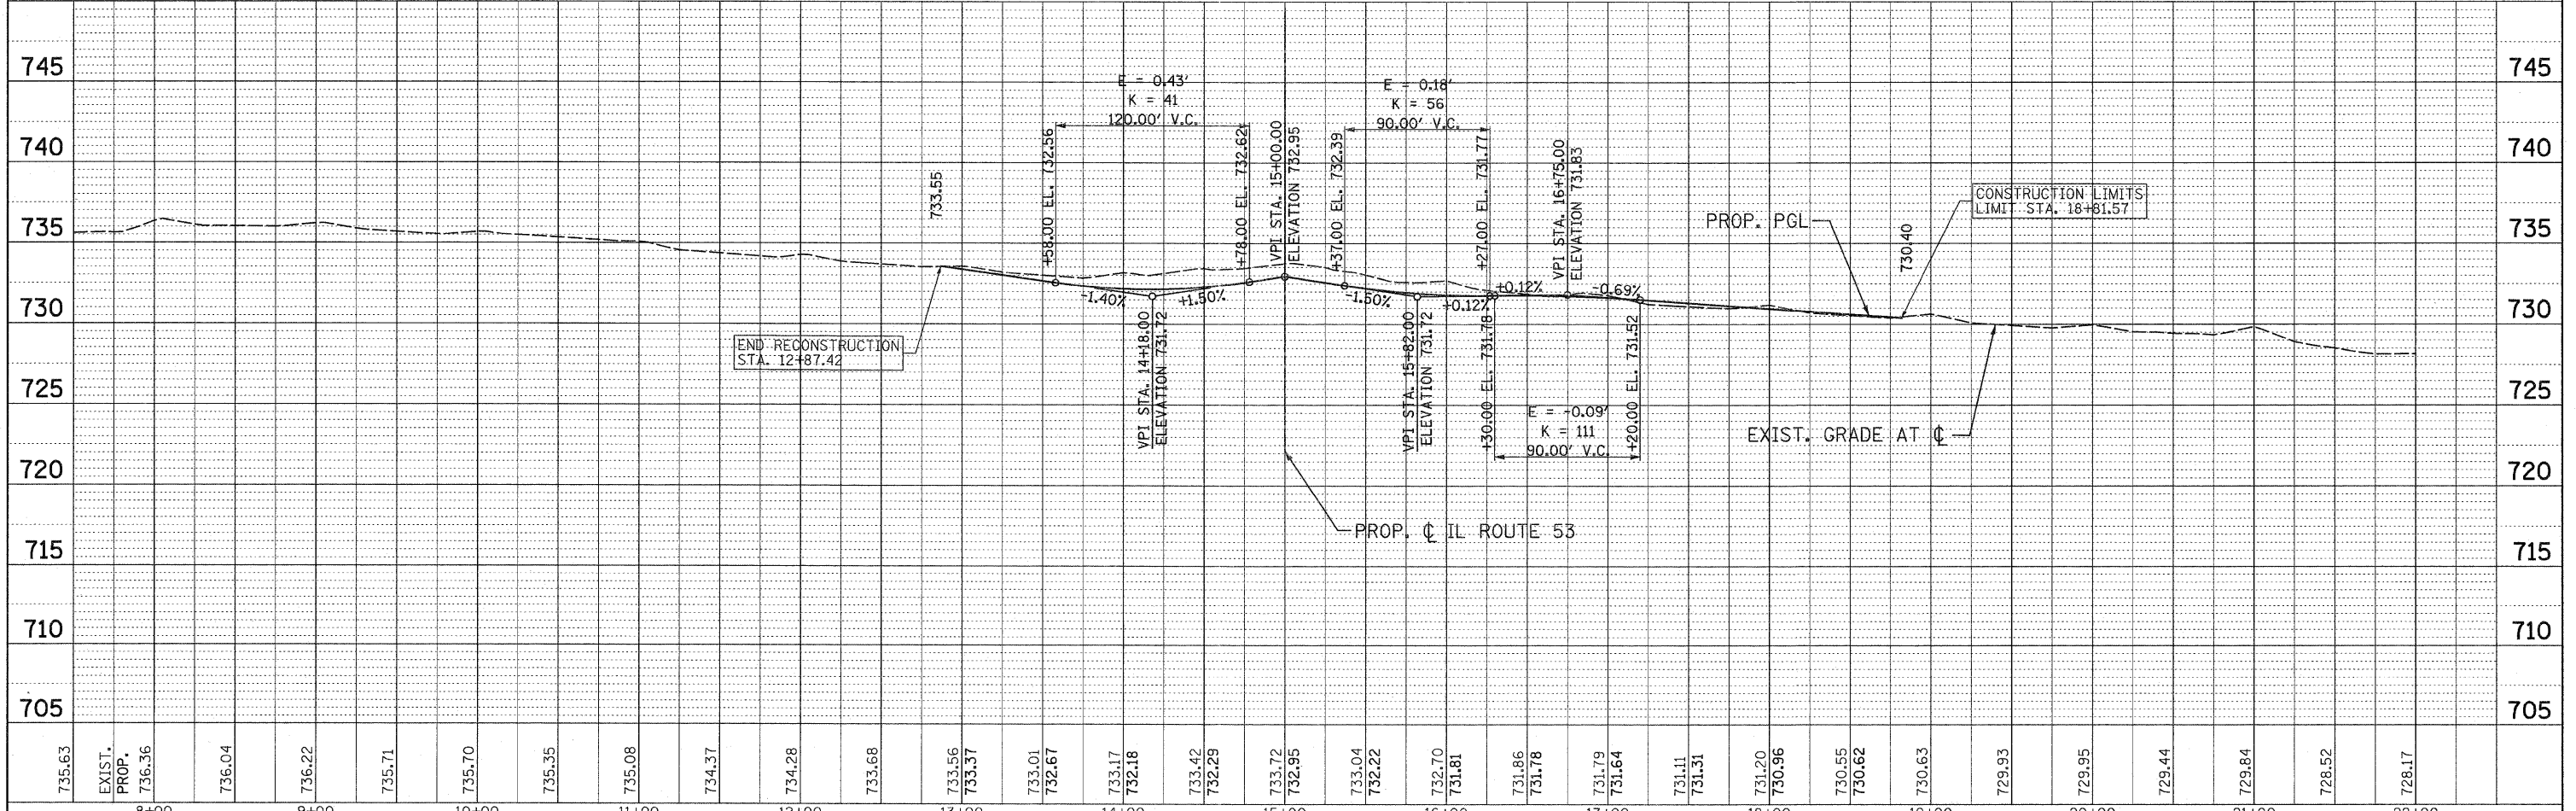 745
745
740
740
735
735
730
730
725
725
720
720
715
715
710
710
705
705
E = 0.43'
K = 41
120.00' V.C.
E = 0.18'
K = 56
90.00' V.C.
733.55
+58.00 EL. 732.56
+78.00 EL. 732.62
VPI STA. 15+00.00
ELEVATION 732.95
+37.00 EL. 732.39
+27.00 EL. 731.77
VPI STA. 16+75.00
ELEVATION 731.83
PROP. PGL
730.40
CONSTRUCTION LIMITS
LIMIT STA. 18+81.57
-1.40%
+1.50%
-1.50%
+0.12%
+0.12%
-0.69%
END RECONSTRUCTION
STA. 12+87.42
VPI STA. 14+18.00
ELEVATION 731.72
VPI STA. 15+82.00
ELEVATION 731.72
+30.00 EL. 731.78
E = -0.09'
K = 111
90.00' V.C.
+20.00 EL. 731.52
EXIST. GRADE AT ℄
PROP. ℄ IL ROUTE 53
735.63
EXIST.
PROP.
736.36
736.04
736.22
735.71
735.70
735.35
735.08
734.37
734.28
733.68
733.56
733.37
733.01
732.67
733.17
732.18
733.42
732.29
733.72
732.95
733.04
732.22
732.70
731.81
731.86
731.78
731.79
731.64
731.11
731.31
731.20
730.96
730.55
730.62
730.63
729.93
729.95
729.44
729.84
728.52
728.17